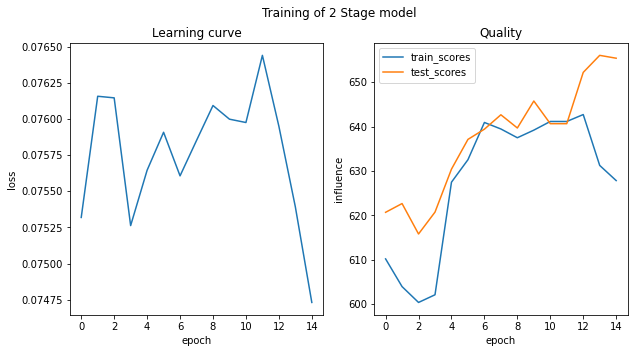 Training of 2 Stage model
Learning curve
0.07650
0.07625
0.07600
0.07575
0.07550
0.07525
0.07500
0.07475
loss
0 2 4 6 8 10 12 14
epoch
Quality
train_scores
test_scores
650
640
630
620
610
600
influence
0 2 4 6 8 10 12 14
epoch